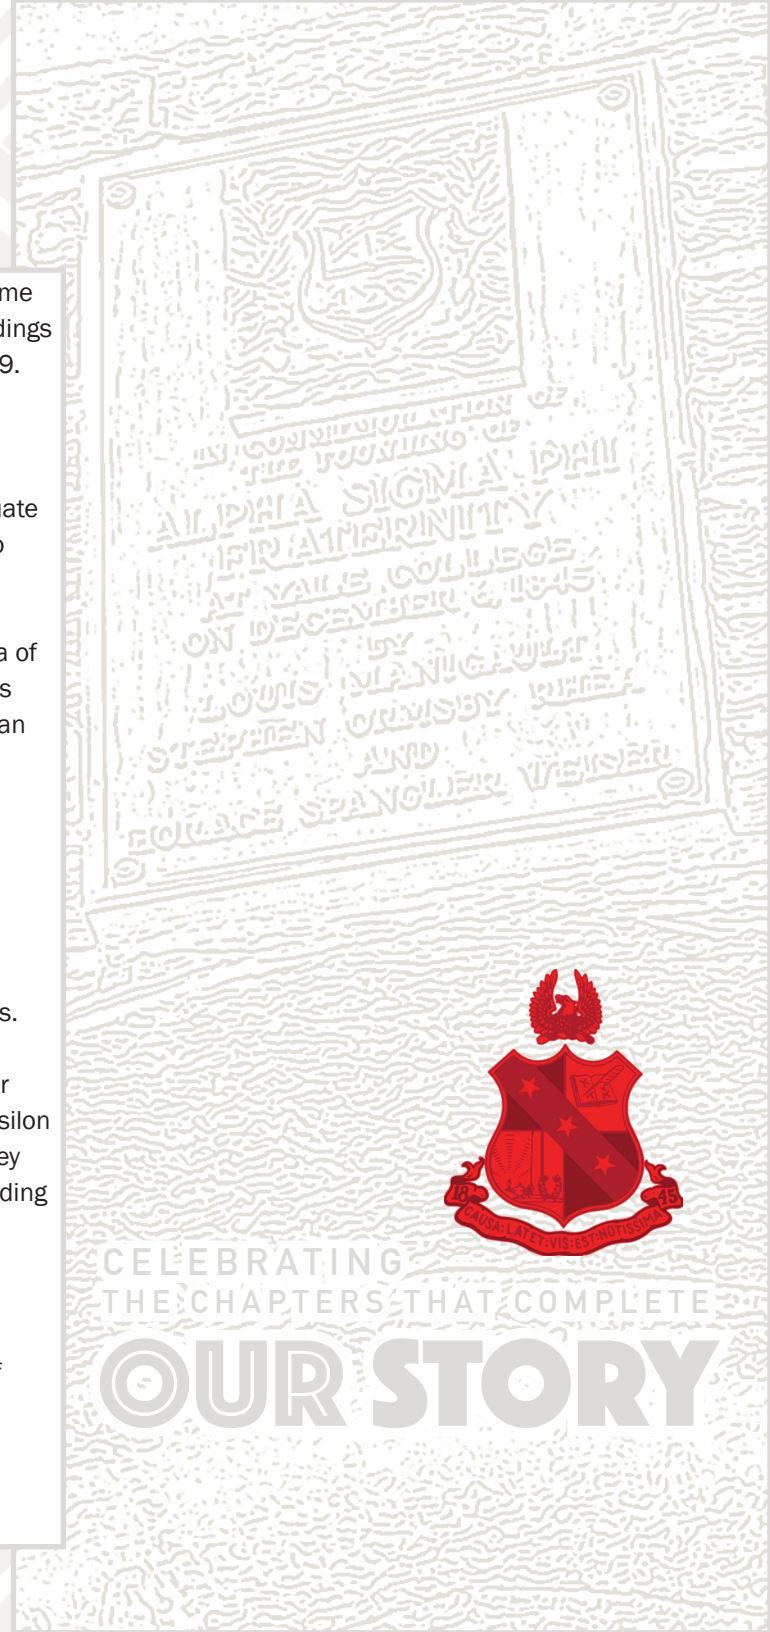 me
dings
9.
uate
o
a of
s
an
s.
r
silon
ey
ding
IN COMMEMORATION OF
THE FOUNDING OF
ALPHA SIGMA PHI
FRATERNITY
AT YALE COLLEGE
ON DECEMBER 6, 1845
BY
LOUIS MANIGAULT
STEPHEN ORMSBY RHEA
AND
HORACE SPANGLER WEISER
18 45
CAUSA:LATET:VIS:EST:NOTISSIMA
CELEBRATING
THE CHAPTERS THAT COMPLETE
OUR STORY